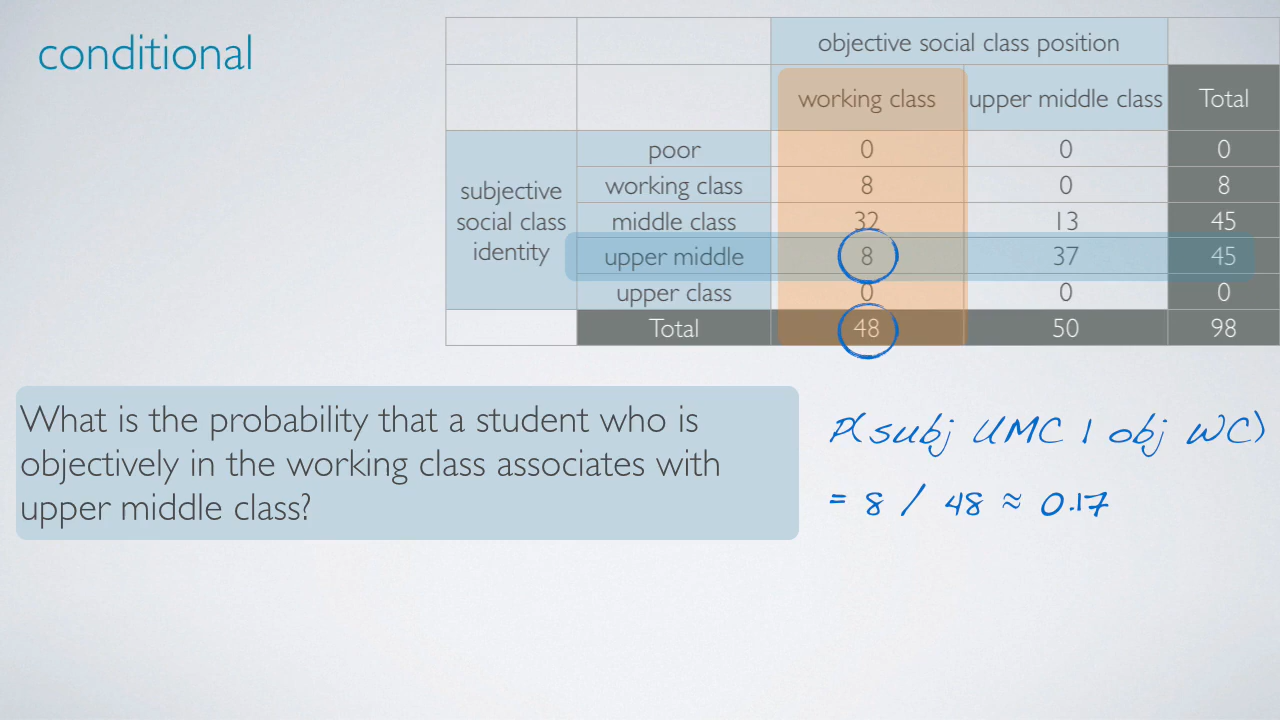 conditional
objective social class position
working class upper middle class Total
poor 0 0 0
subjective social class identity
working class 8 0 8
middle class 32 13 45
upper middle 8 37 45
upper class 0 0 0
Total 48 50 98
What is the probability that a student who is
objectively in the working class associates with
upper middle class?
P(subj UMC | obj WC)
= 8 / 48 ≈ 0.17